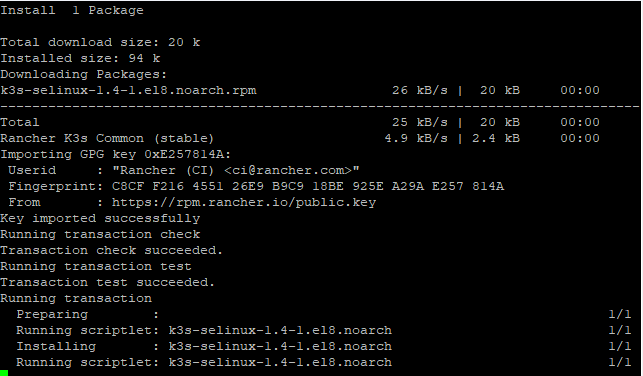 Install  1 Package
Total download size: 20 k
Installed size: 94 k
Downloading Packages:
k3s-selinux-1.4-1.el8.noarch.rpm                 26 kB/s |  20 kB     00:00
--------------------------------------------------------------------------------
Total                                            25 kB/s |  20 kB     00:00
Rancher K3s Common (stable)                     4.9 kB/s | 2.4 kB     00:00
Importing GPG key 0xE257814A:
 Userid     : "Rancher (CI) <ci@rancher.com>"
 Fingerprint: C8CF F216 4551 26E9 B9C9 18BE 925E A29A E257 814A
 From       : https://rpm.rancher.io/public.key
Key imported successfully
Running transaction check
Transaction check succeeded.
Running transaction test
Transaction test succeeded.
Running transaction
  Preparing        :                                                        1/1
  Running scriptlet: k3s-selinux-1.4-1.el8.noarch                           1/1
  Installing       : k3s-selinux-1.4-1.el8.noarch                           1/1
  Running scriptlet: k3s-selinux-1.4-1.el8.noarch                           1/1